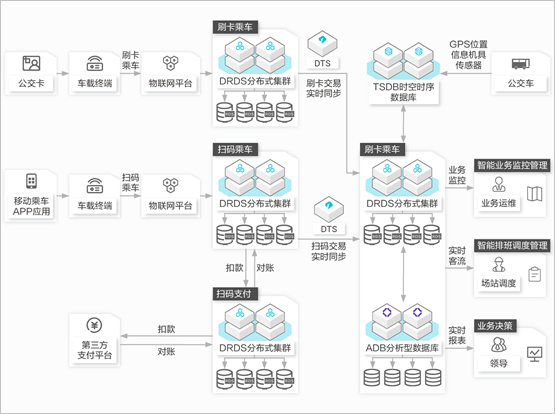 刷卡乘车
DRDS分布式集群
公交卡
车载终端
刷卡
乘车
物联网平台
DTS
刷卡交易
实时同步
TSDB时空时序
数据库
GPS位置
信息机具
传感器
公交车
扫码乘车
DRDS分布式集群
移动乘车
APP应用
车载终端
扫码
乘车
物联网平台
DTS
扫码交易
实时同步
刷卡乘车
DRDS分布式集群
业务
监控
智能业务监控管理
业务运维
实时
客流
智能排班调度管理
场站调度
扣款
对账
扫码支付
DRDS分布式集群
扣款
对账
第三方
支付平台
ADB分析型数据库
实时
报表
业务决策
领导